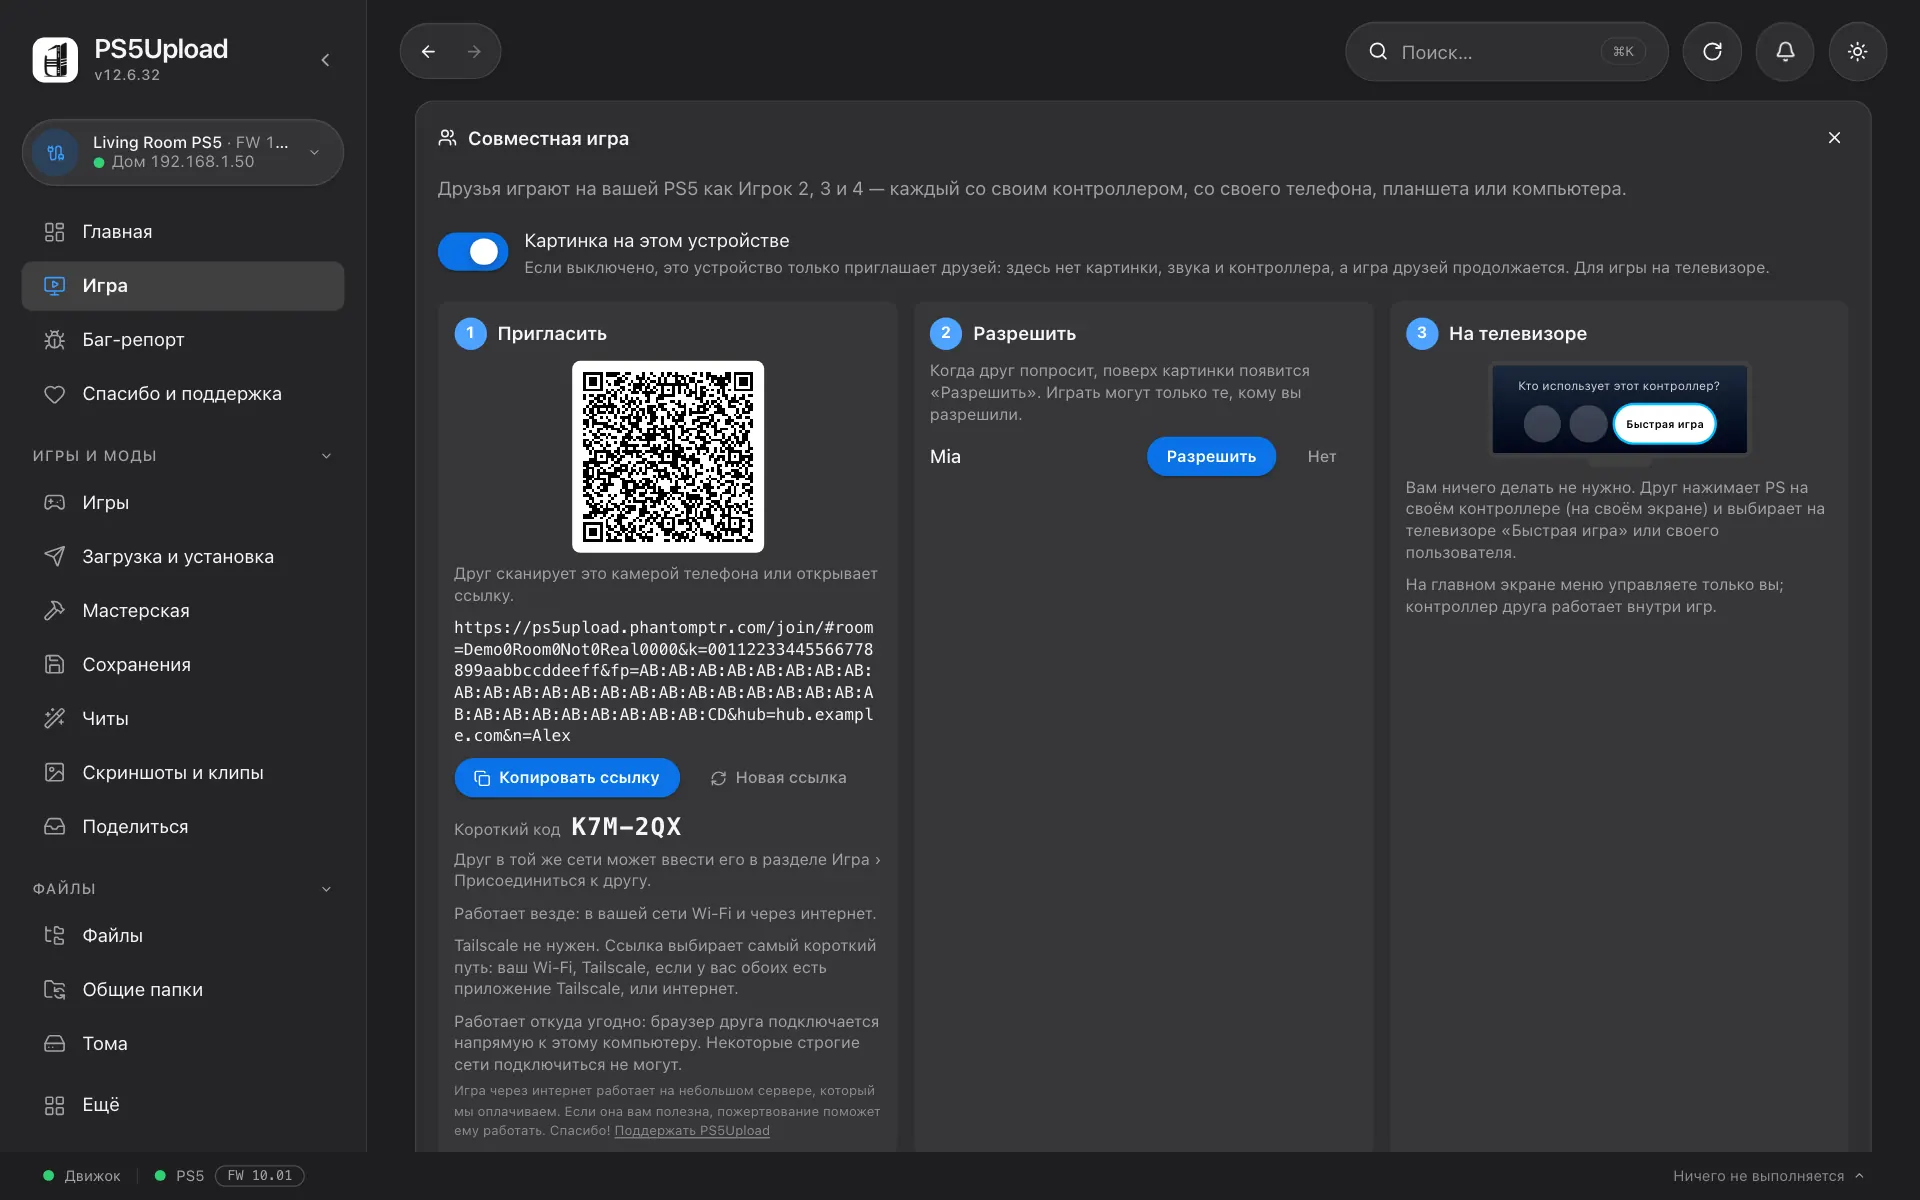 PS5Upload
v12.6.32
Living Room PS5 · FW 1...
Дом 192.168.1.50
Главная
Игра
Баг-репорт
Спасибо и поддержка
ИГРЫ И МОДЫ
Игры
Загрузка и установка
Мастерская
Сохранения
Читы
Скриншоты и клипы
Поделиться
ФАЙЛЫ
Файлы
Общие папки
Тома
Ещё
Поиск...
⌘K
Совместная игра
Друзья играют на вашей PS5 как Игрок 2, 3 и 4 — каждый со своим контроллером, со своего телефона, планшета или компьютера.
Картинка на этом устройстве
Если выключено, это устройство только приглашает друзей: здесь нет картинки, звука и контроллера, а игра друзей продолжается. Для игры на телевизоре.
1 Пригласить
Друг сканирует это камерой телефона или открывает
ссылку.
https://ps5upload.phantomptr.com/join/#room
=Demo0Room0Not0Real0000&k=00112233445566778
899aabbccddeeff&fp=AB:AB:AB:AB:AB:AB:AB:AB:
AB:AB:AB:AB:AB:AB:AB:AB:AB:AB:AB:AB:AB:AB:A
B:AB:AB:AB:AB:AB:AB:AB:AB:CD&hub=hub.exampl
e.com&n=Alex
Копировать ссылку
Новая ссылка
Короткий код K7M-2QX
Друг в той же сети может ввести его в разделе Игра ›
Присоединиться к другу.
Работает везде: в вашей сети Wi-Fi и через интернет.
Tailscale не нужен. Ссылка выбирает самый короткий
путь: ваш Wi-Fi, Tailscale, если у вас обоих есть
приложение Tailscale, или интернет.
Работает откуда угодно: браузер друга подключается
напрямую к этому компьютеру. Некоторые строгие
сети подключиться не могут.
Игра через интернет работает на небольшом сервере, который
мы оплачиваем. Если она вам полезна, пожертвование поможет
ему работать. Спасибо! Поддержать PS5Upload
2 Разрешить
Когда друг попросит, поверх картинки появится
«Разрешить». Играть могут только те, кому вы
разрешили.
Mia
Разрешить
Нет
3 На телевизоре
Кто использует этот контроллер?
Быстрая игра
Вам ничего делать не нужно. Друг нажимает PS на
своём контроллере (на своём экране) и выбирает на
телевизоре «Быстрая игра» или своего
пользователя.
На главном экране меню управляете только вы;
контроллер друга работает внутри игр.
Движок
PS5
FW 10.01
Ничего не выполняется